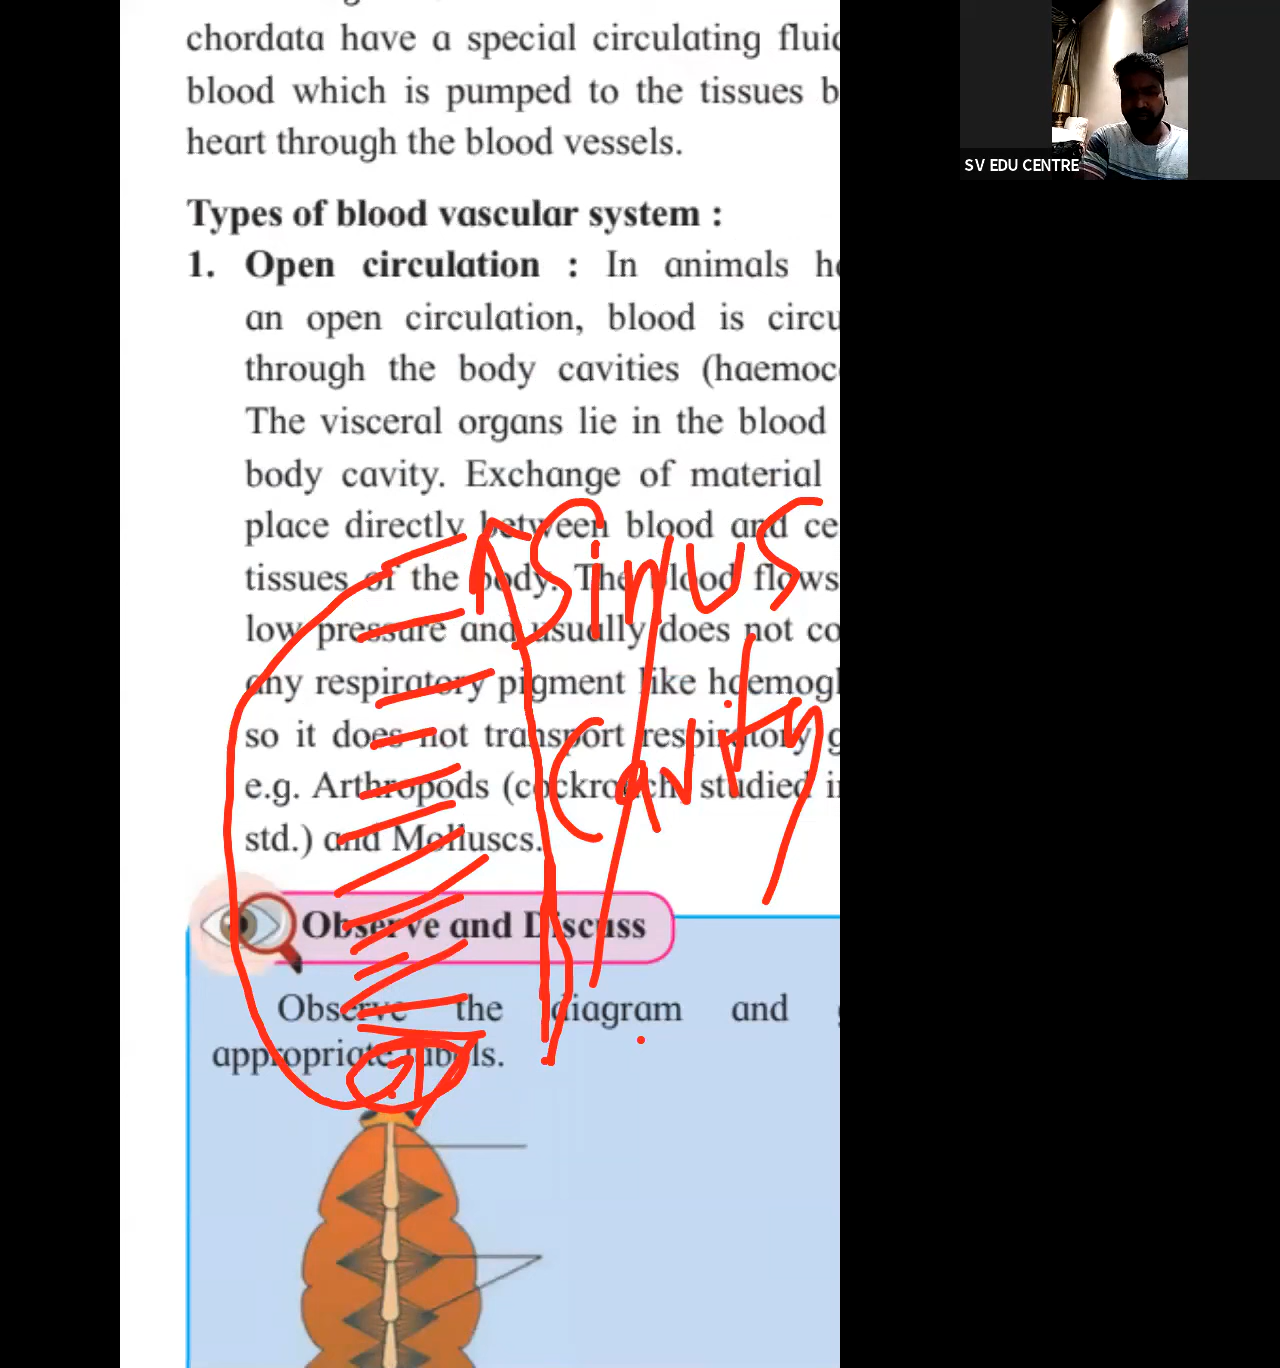 chordata have a special circulating fluid
blood which is pumped to the tissues b
heart through the blood vessels.
Types of blood vascular system :
1. Open circulation : In animals ha
an open circulation, blood is circu
through the body cavities (haemoc
The visceral organs lie in the blood
body cavity. Exchange of material
place directly between blood and ce
tissues of the body. The blood flows
low pressure and usually does not co
any respiratory pigment like haemogl
so it does not transport respiratory g
e.g. Arthropods (cockroach, studied in
std.) and Molluscs.
Sinus
Cavity
Observe and Discuss
Observe the diagram and g
appropriate labels.
SV EDU CENTRE